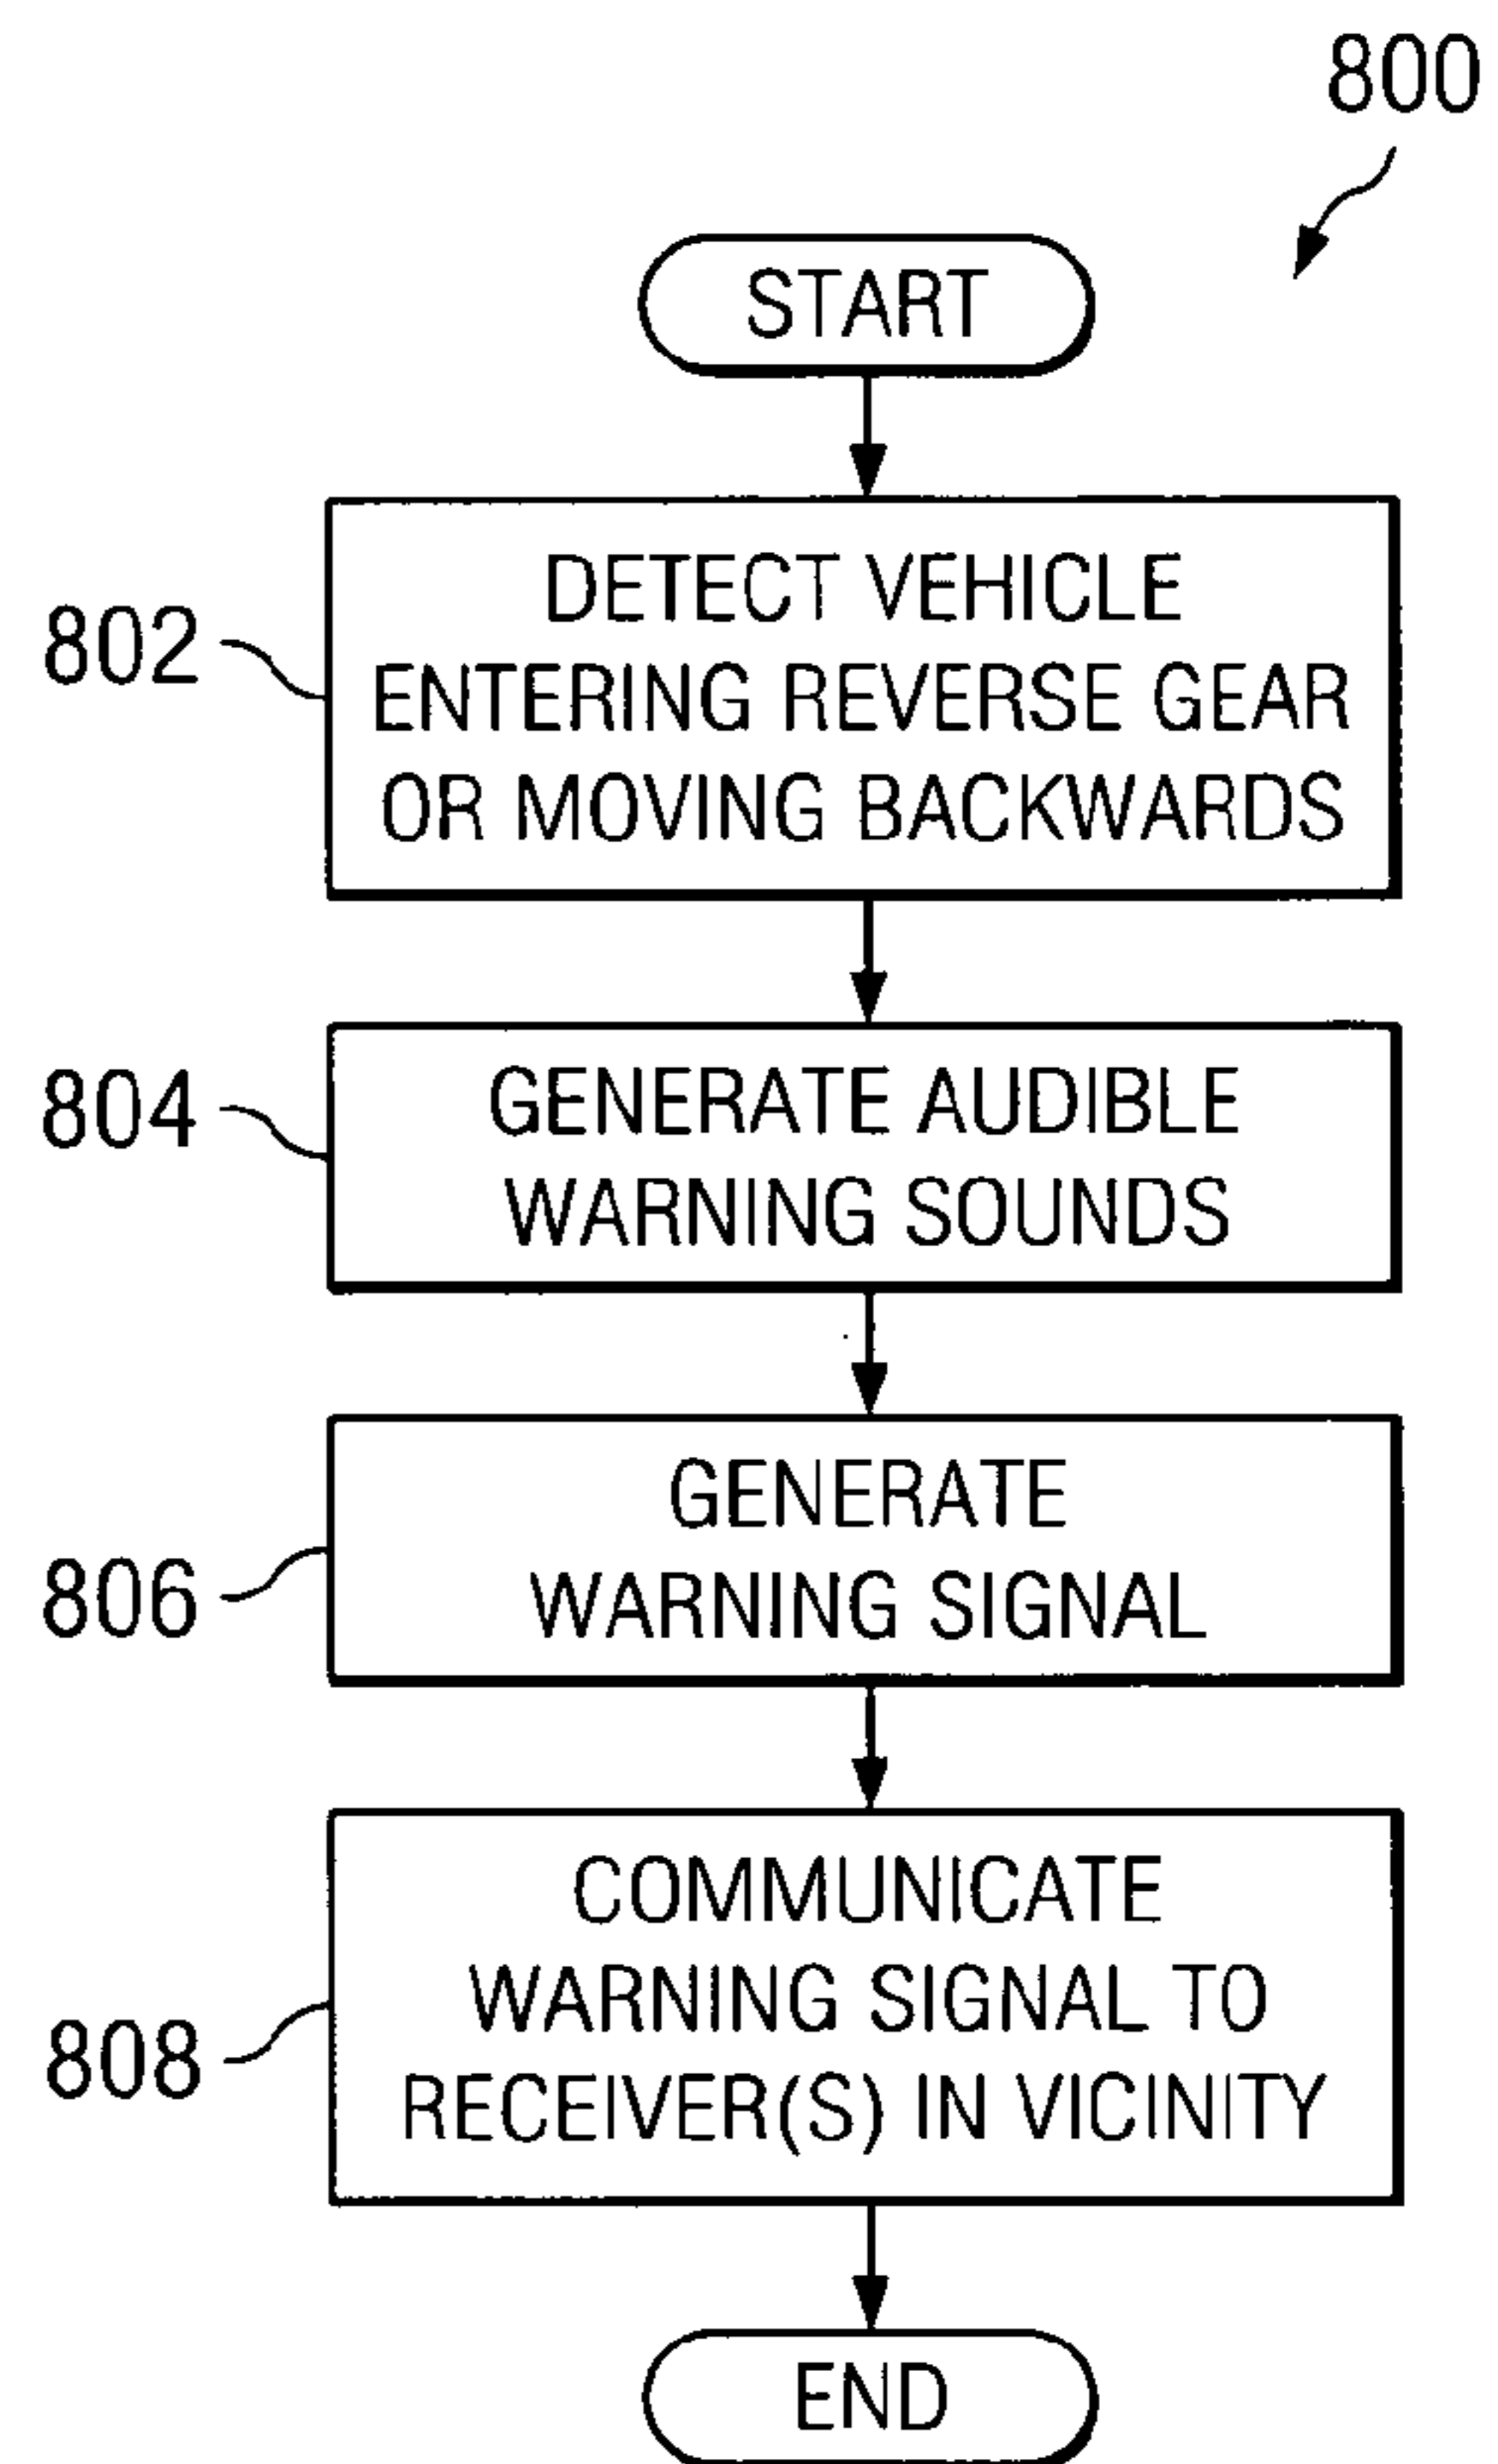 800
START
802
DETECT VEHICLE
ENTERING REVERSE GEAR
OR MOVING BACKWARDS
804
GENERATE AUDIBLE
WARNING SOUNDS
806
GENERATE
WARNING SIGNAL
808
COMMUNICATE
WARNING SIGNAL TO
RECEIVER(S) IN VICINITY
END